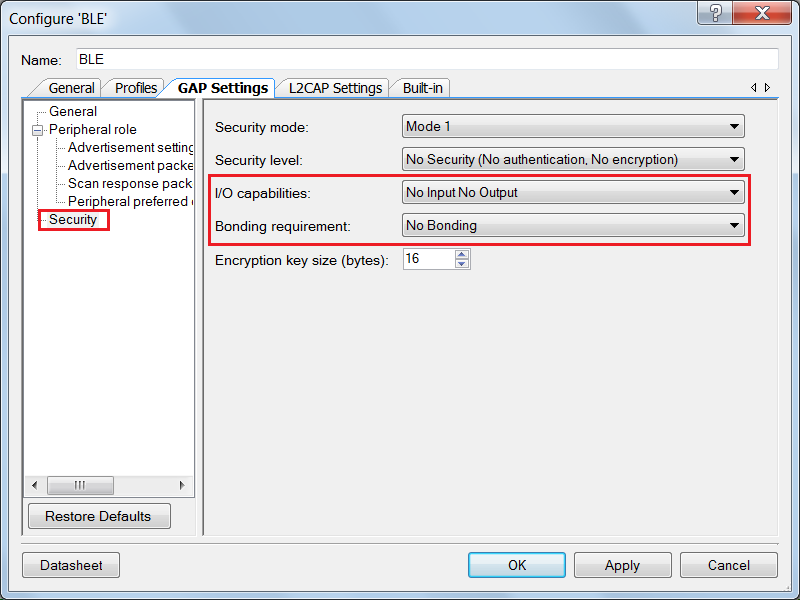 Configure 'BLE'
Name: BLE
General Profiles GAP Settings L2CAP Settings Built-in
General
Peripheral role
Advertisement setting
Advertisement packe
Scan response pack
Peripheral preferred
Security
Security mode: Mode 1
Security level: No Security (No authentication, No encryption)
I/O capabilities: No Input No Output
Bonding requirement: No Bonding
Encryption key size (bytes): 16
Restore Defaults
Datasheet OK Apply Cancel